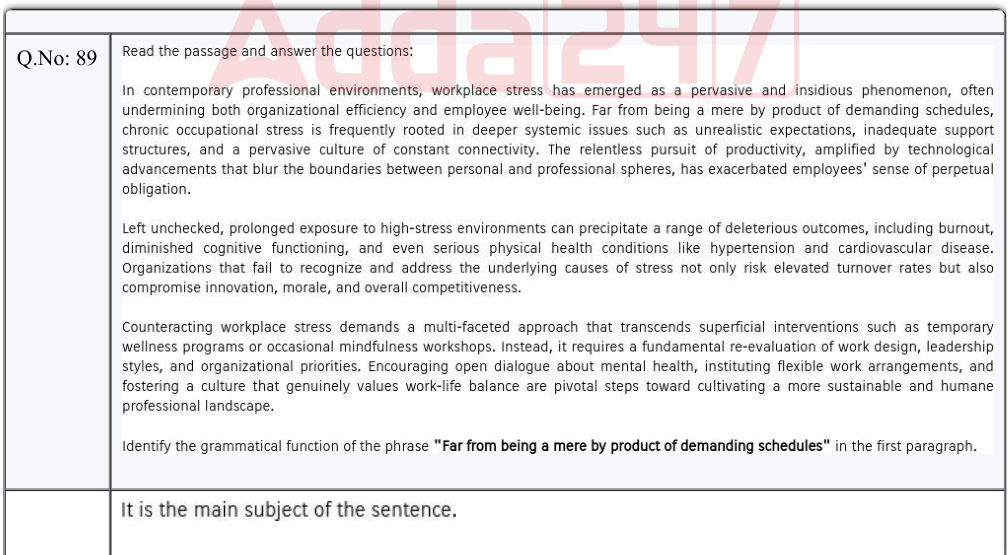 Adda247
Q.No: 89
Read the passage and answer the questions:
In contemporary professional environments, workplace stress has emerged as a pervasive and insidious phenomenon, often
undermining both organizational efficiency and employee well-being. Far from being a mere by product of demanding schedules,
chronic occupational stress is frequently rooted in deeper systemic issues such as unrealistic expectations, inadequate support
structures, and a pervasive culture of constant connectivity. The relentless pursuit of productivity, amplified by technological
advancements that blur the boundaries between personal and professional spheres, has exacerbated employees' sense of perpetual
obligation.
Left unchecked, prolonged exposure to high-stress environments can precipitate a range of deleterious outcomes, including burnout,
diminished cognitive functioning, and even serious physical health conditions like hypertension and cardiovascular disease.
Organizations that fail to recognize and address the underlying causes of stress not only risk elevated turnover rates but also
compromise innovation, morale, and overall competitiveness.
Counteracting workplace stress demands a multi-faceted approach that transcends superficial interventions such as temporary
wellness programs or occasional mindfulness workshops. Instead, it requires a fundamental re-evaluation of work design, leadership
styles, and organizational priorities. Encouraging open dialogue about mental health, instituting flexible work arrangements, and
fostering a culture that genuinely values work-life balance are pivotal steps toward cultivating a more sustainable and humane
professional landscape.
Identify the grammatical function of the phrase "Far from being a mere by product of demanding schedules" in the first paragraph.
It is the main subject of the sentence.